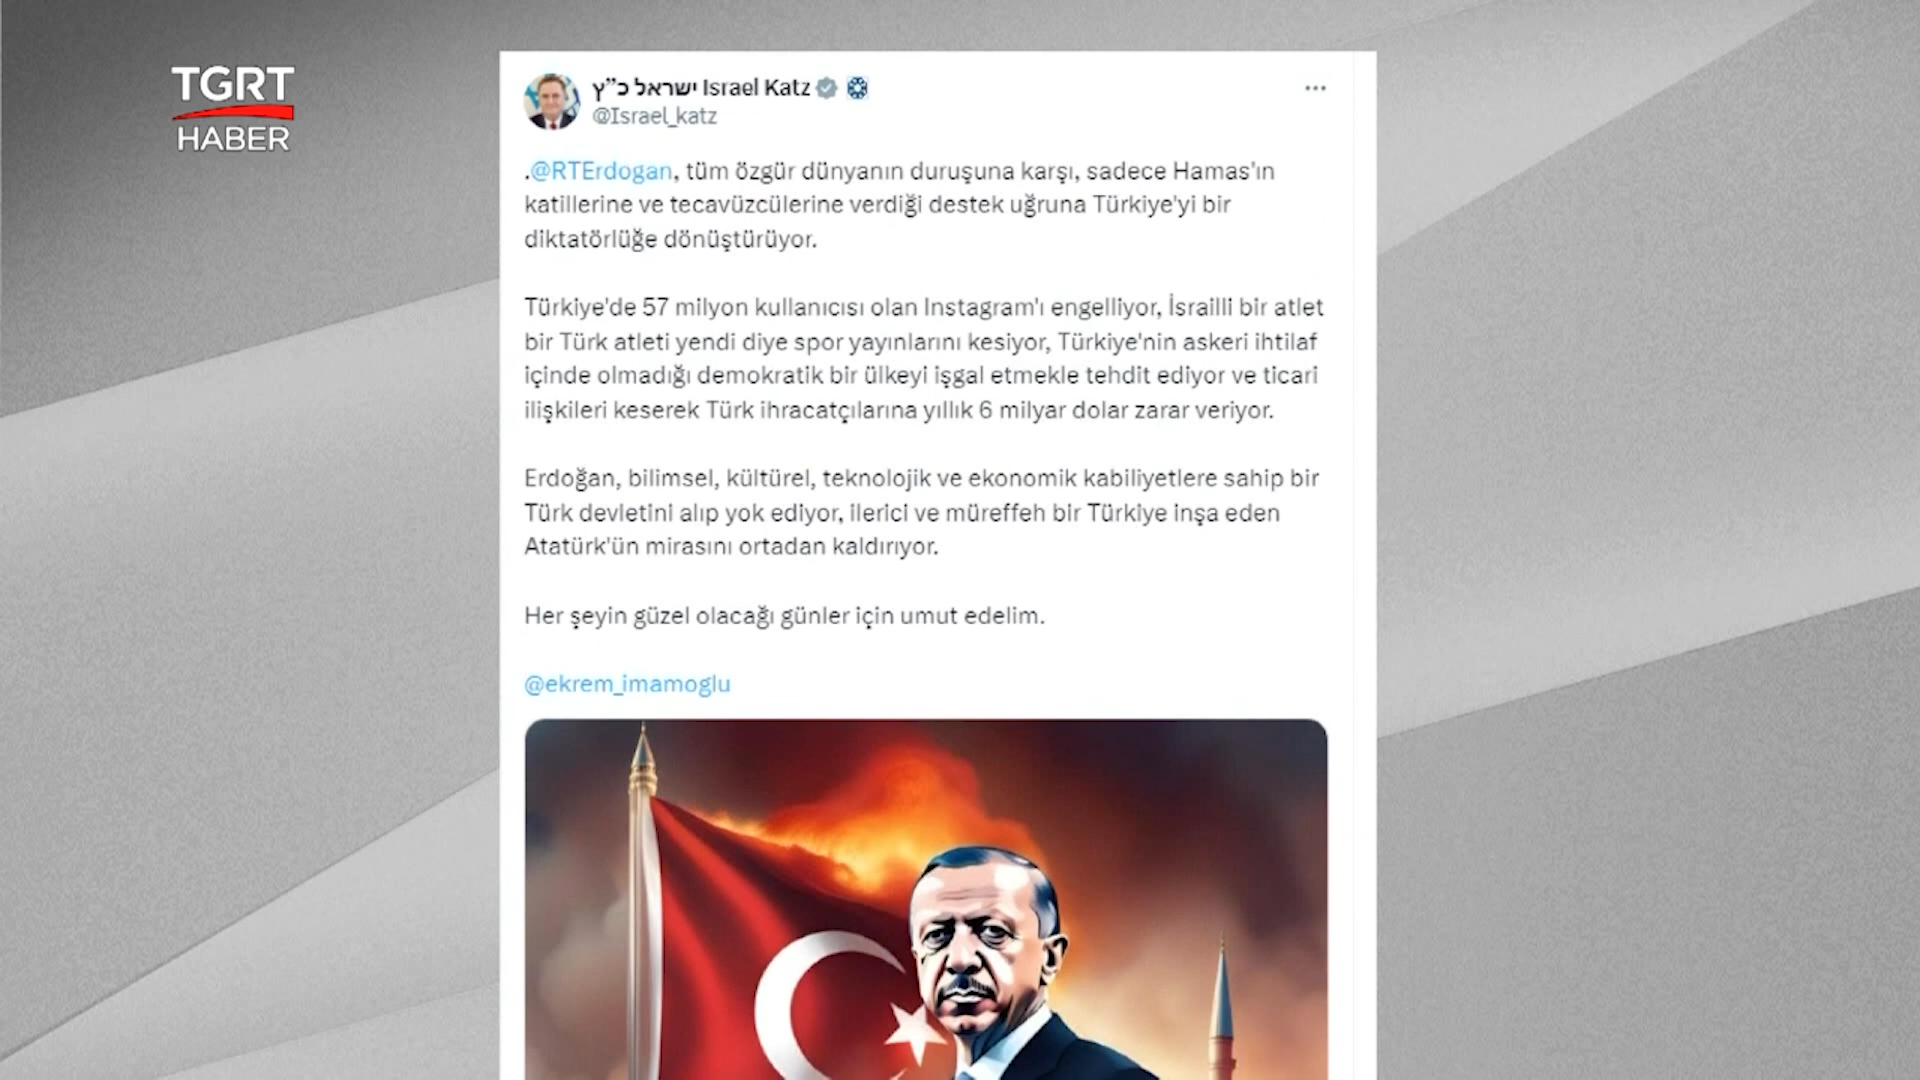 TGRT
HABER
ישראל כ”ץ Israel Katz
@Israel_katz
.@RTErdogan, tüm özgür dünyanın duruşuna karşı, sadece Hamas'ın
katillerine ve tecavüzcülerine verdiği destek uğruna Türkiye'yi bir
diktatörlüğe dönüştürüyor.
Türkiye'de 57 milyon kullanıcısı olan Instagram'ı engelliyor, İsrailli bir atlet
bir Türk atleti yendi diye spor yayınlarını kesiyor, Türkiye'nin askeri ihtilaf
içinde olmadığı demokratik bir ülkeyi işgal etmekle tehdit ediyor ve ticari
ilişkileri keserek Türk ihracatçılarına yıllık 6 milyar dolar zarar veriyor.
Erdoğan, bilimsel, kültürel, teknolojik ve ekonomik kabiliyetlere sahip bir
Türk devletini alıp yok ediyor, ilerici ve müreffeh bir Türkiye inşa eden
Atatürk'ün mirasını ortadan kaldırıyor.
Her şeyin güzel olacağı günler için umut edelim.
@ekrem_imamoglu